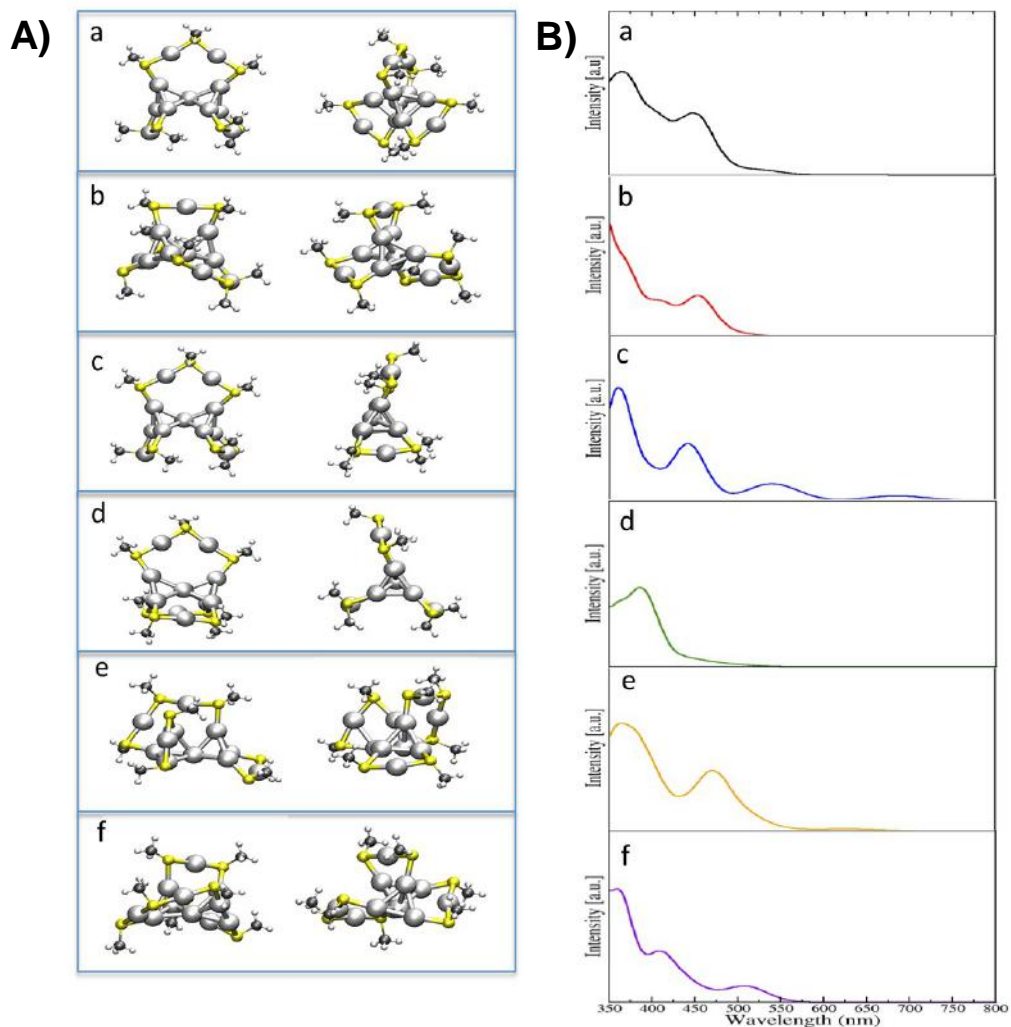 A)
a
b
c
d
e
f
B)
a
Intensity [a.u]
b
Intensity [a.u.]
c
Intensity [a.u.]
d
Intensity [a.u.]
e
Intensity [a.u.]
f
Intensity [a.u.]
350 400 450 500 550 600 650 700 750 800
Wavelength (nm)